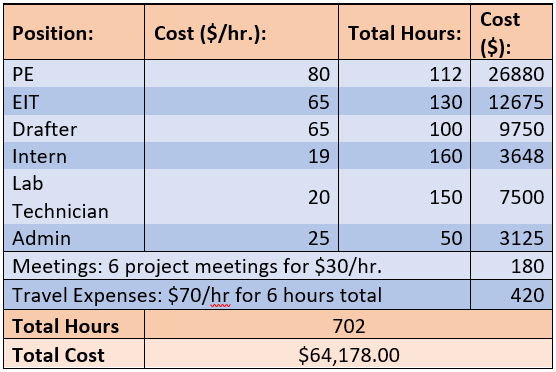 Position: Cost ($/hr.): Total Hours: Cost
($):
PE 80 112 26880
EIT 65 130 12675
Drafter 65 100 9750
Intern 19 160 3648
Lab
Technician 20 150 7500
Admin 25 50 3125
Meetings: 6 project meetings for $30/hr. 180
Travel Expenses: $70/hr for 6 hours total 420
Total Hours 702
Total Cost $64,178.00